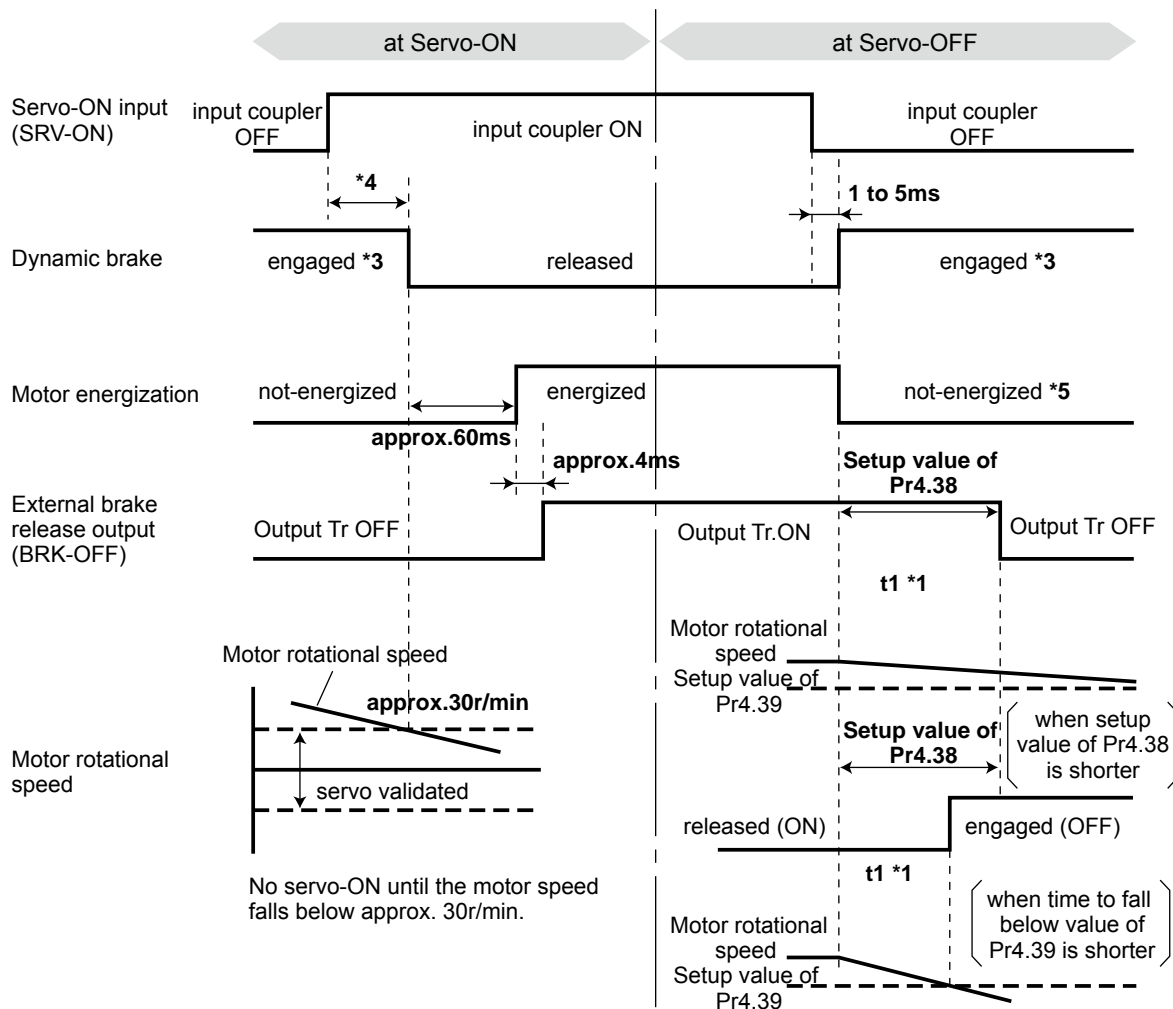 at Servo-ON
at Servo-OFF
Servo-ON input
(SRV-ON)
input coupler
OFF
input coupler ON
input coupler
OFF
*4
1 to 5ms
Dynamic brake
engaged *3
released
engaged *3
Motor energization
not-energized
energized
not-energized *5
approx.60ms
approx.4ms
Setup value of
Pr4.38
External brake
release output
(BRK-OFF)
Output Tr OFF
Output Tr.ON
Output Tr OFF
t1 *1
Motor rotational
speed
Setup value of
Pr4.39
Motor rotational speed
approx.30r/min
Setup value of
Pr4.38
when setup
value of Pr4.38
is shorter
Motor rotational
speed
servo validated
released (ON)
engaged (OFF)
t1 *1
No servo-ON until the motor speed
falls below approx. 30r/min.
when time to fall
below value of
Pr4.39 is shorter
Motor rotational
speed
Setup value of
Pr4.39